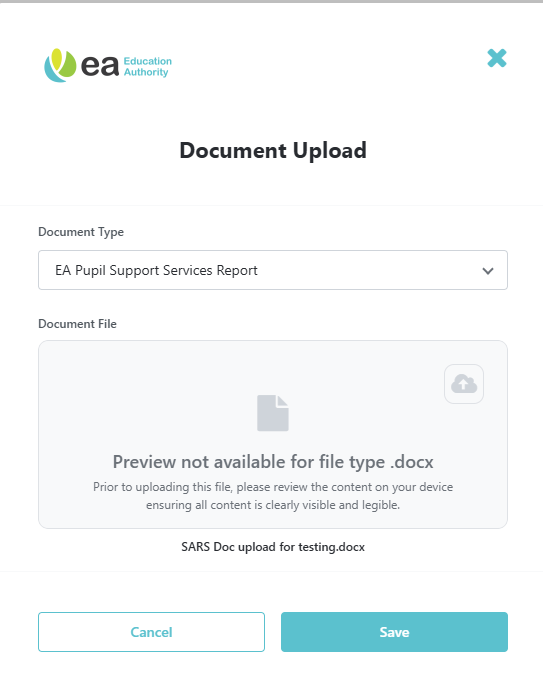 ea Education
Authority
Document Upload
Document Type
EA Pupil Support Services Report
Document File
Preview not available for file type .docx
Prior to uploading this file, please review the content on your device
ensuring all content is clearly visible and legible.
SARS Doc upload for testing.docx
Cancel
Save